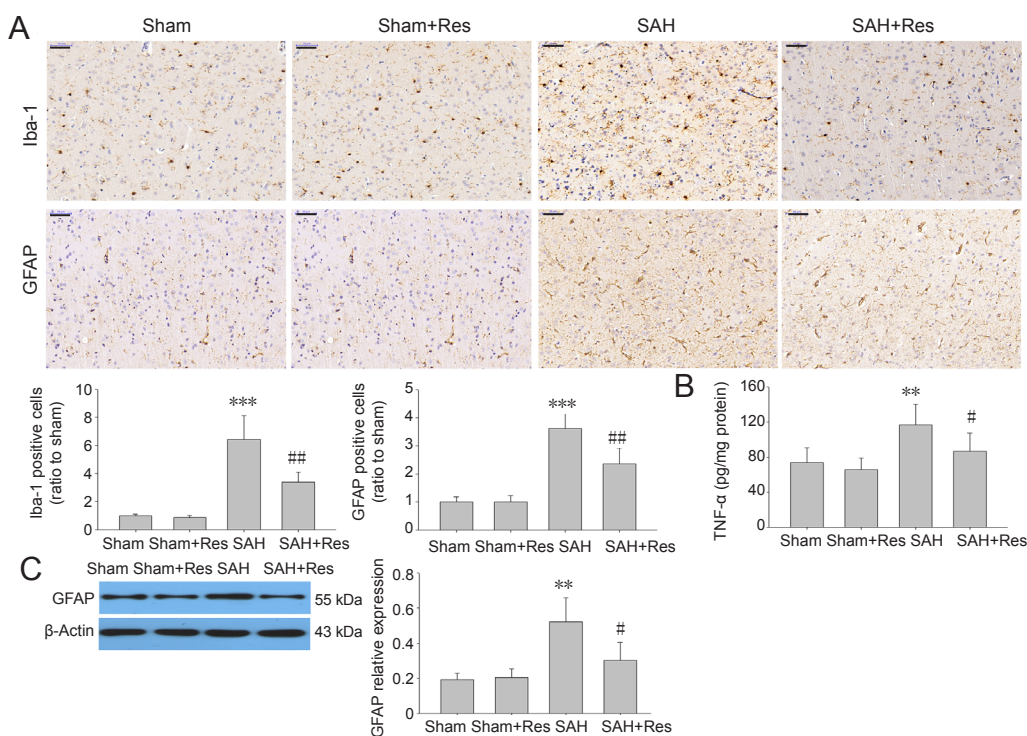 A
Sham
Sham+Res
SAH
SAH+Res
Iba-1
GFAP
Iba-1 positive cells
(ratio to sham)
10
8
6
4
2
0
***
##
Sham Sham+Res SAH SAH+Res
GFAP positive cells
(ratio to sham)
5
4
3
2
1
0
***
##
Sham Sham+Res SAH SAH+Res
B
TNF-α (pg/mg protein)
160
120
80
40
0
**
#
Sham Sham+Res SAH SAH+Res
C
Sham Sham+Res SAH SAH+Res
GFAP
55 kDa
β-Actin
43 kDa
GFAP relative expression
0.8
0.6
0.4
0.2
0
**
#
Sham Sham+Res SAH SAH+Res